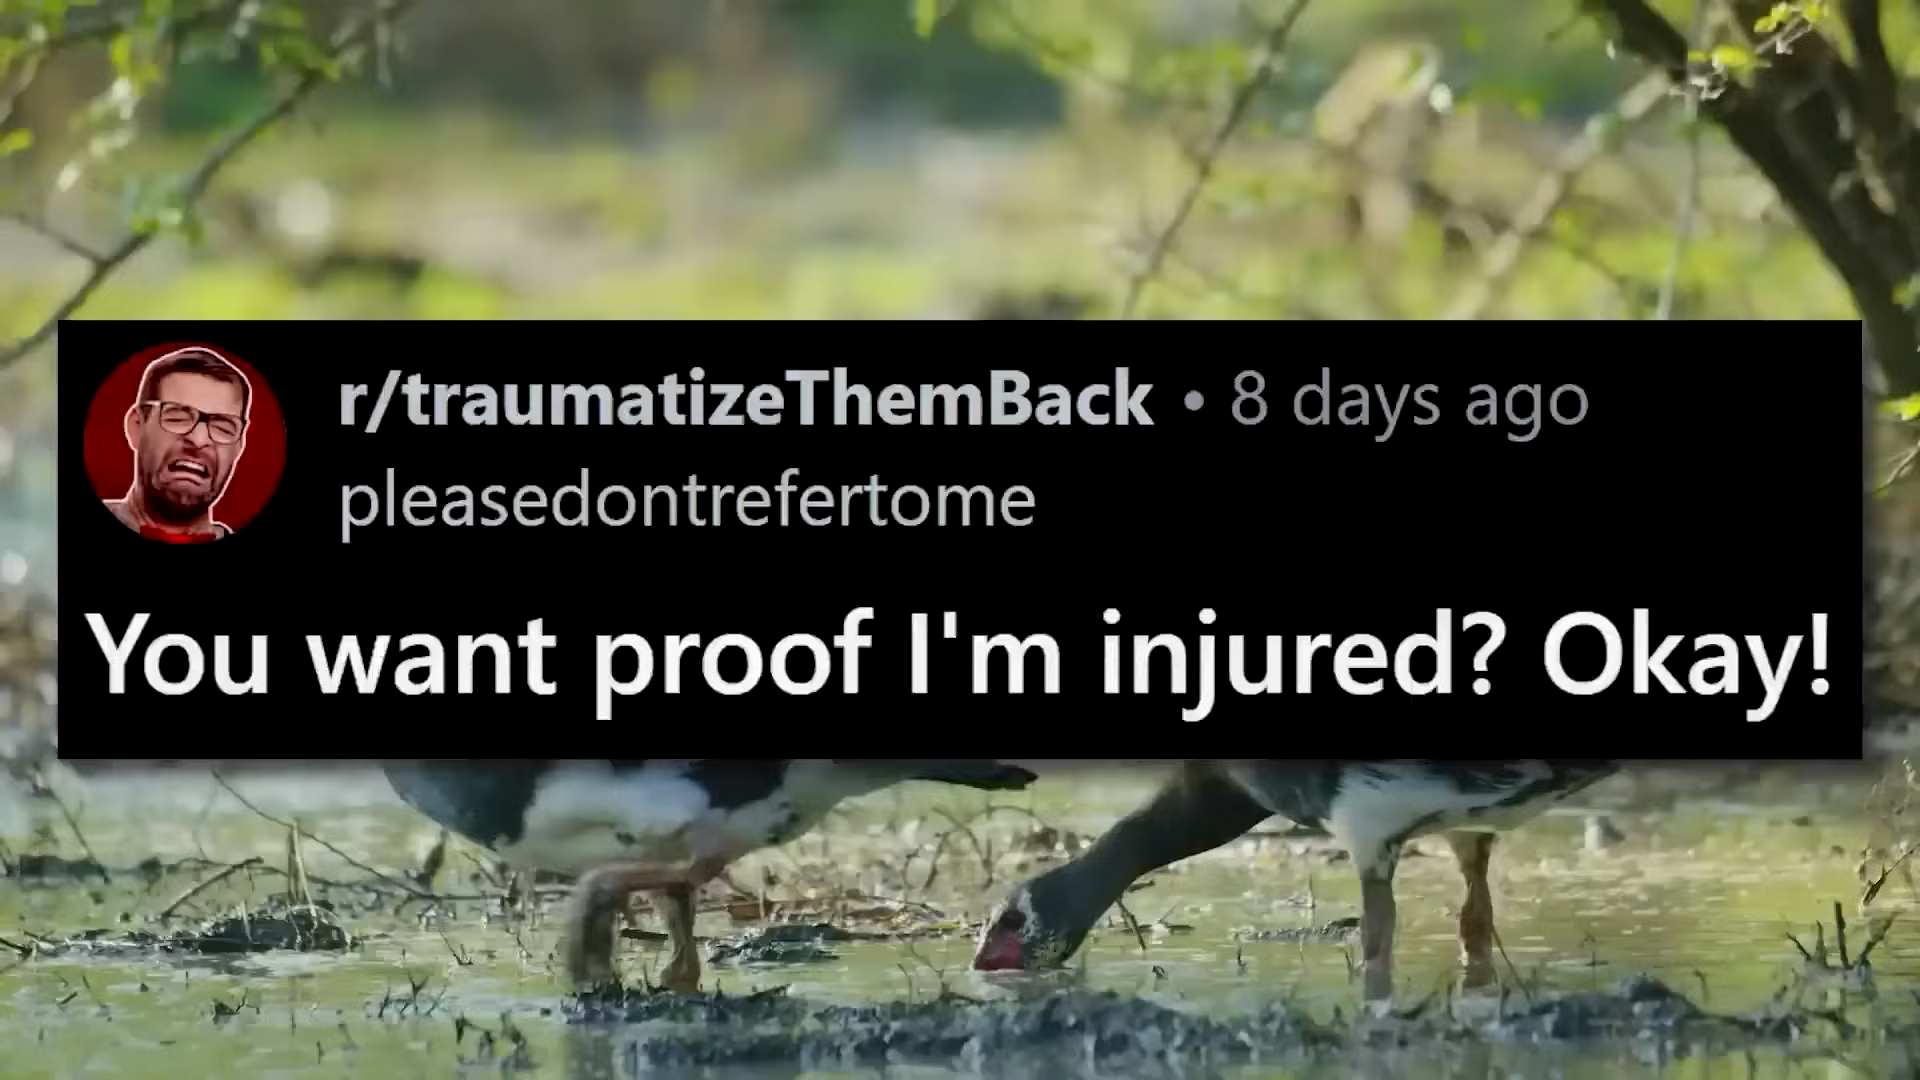 r/traumatizeThemBack • 8 days ago
pleasedontrefertome
You want proof I'm injured? Okay!